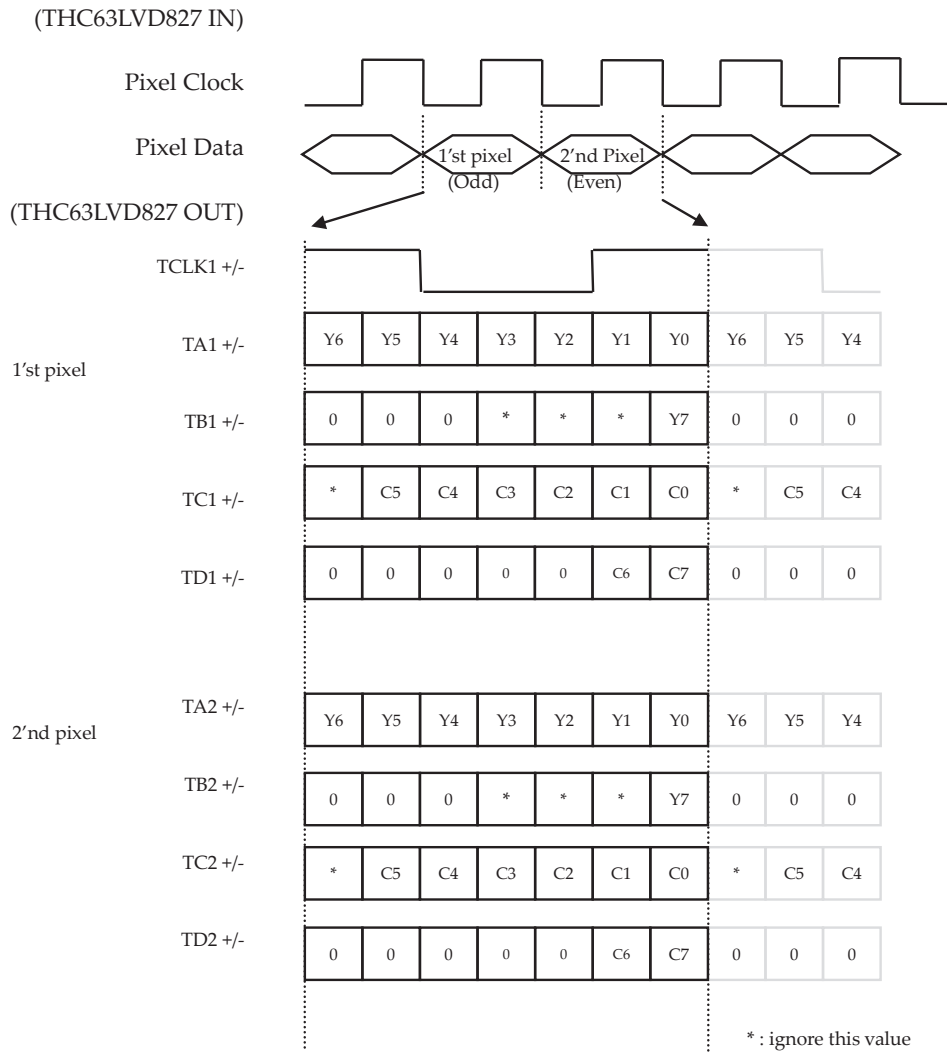 (THC63LVD827 IN)
Pixel Clock
Pixel Data
1'st pixel
(Odd)
2'nd Pixel
(Even)
(THC63LVD827 OUT)
TCLK1 +/-
1'st pixel
TA1 +/- Y6 Y5 Y4 Y3 Y2 Y1 Y0 Y6 Y5 Y4
TB1 +/- 0 0 0 * * * Y7 0 0 0
TC1 +/- * C5 C4 C3 C2 C1 C0 * C5 C4
TD1 +/- 0 0 0 0 0 C6 C7 0 0 0
2'nd pixel
TA2 +/- Y6 Y5 Y4 Y3 Y2 Y1 Y0 Y6 Y5 Y4
TB2 +/- 0 0 0 * * * Y7 0 0 0
TC2 +/- * C5 C4 C3 C2 C1 C0 * C5 C4
TD2 +/- 0 0 0 0 0 C6 C7 0 0 0
* : ignore this value